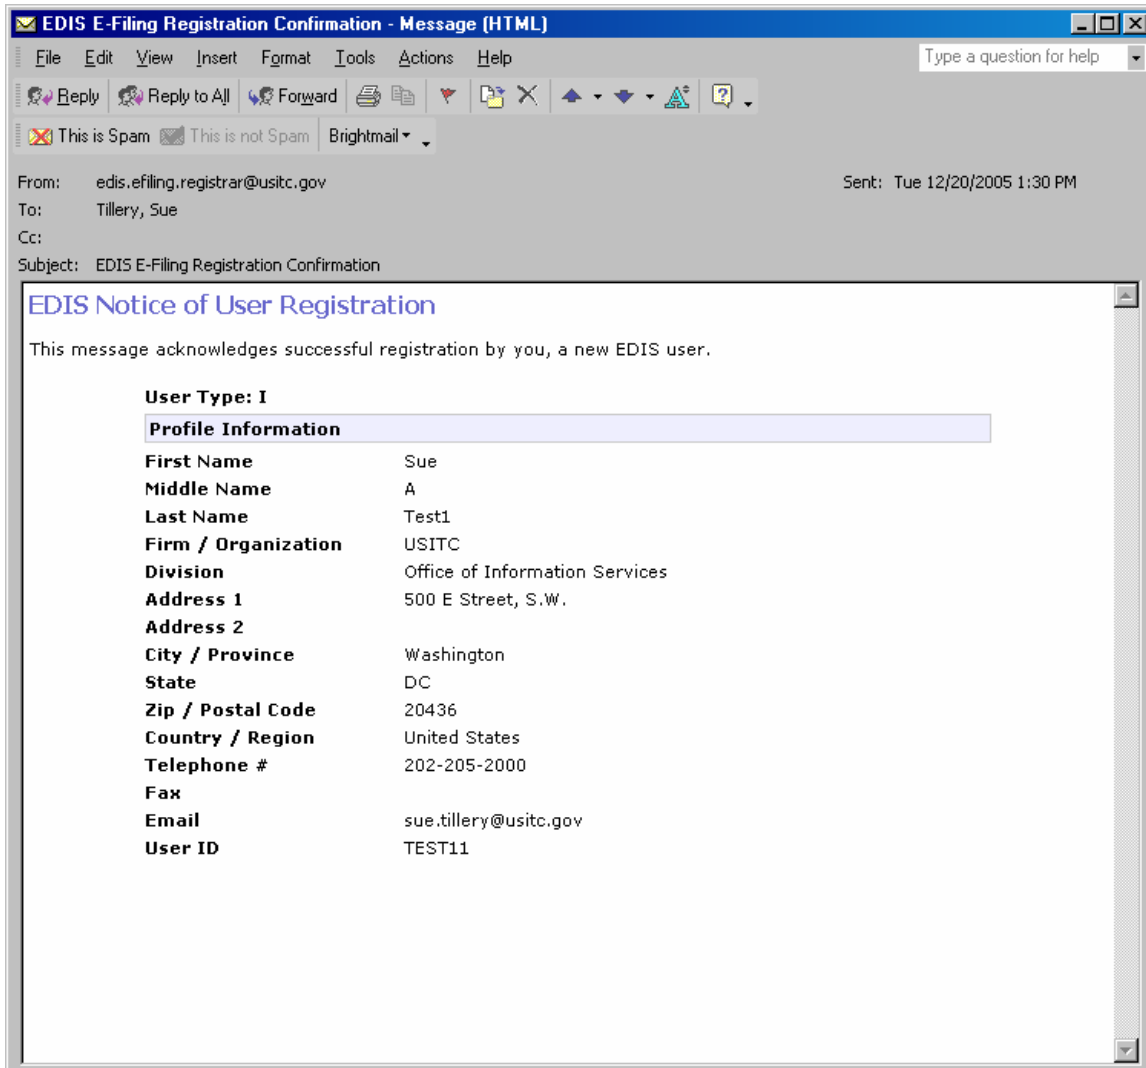 EDIS E-Filing Registration Confirmation - Message (HTML)
File Edit View Insert Format Tools Actions Help Type a question for help
Reply Reply to All Forward
This is Spam This is not Spam Brightmail
From: edis.efiling.registrar@usitc.gov Sent: Tue 12/20/2005 1:30 PM
To: Tillery, Sue
Cc:
Subject: EDIS E-Filing Registration Confirmation
EDIS Notice of User Registration
This message acknowledges successful registration by you, a new EDIS user.
User Type: I
Profile Information
First Name Sue
Middle Name A
Last Name Test1
Firm / Organization USITC
Division Office of Information Services
Address 1 500 E Street, S.W.
Address 2
City / Province Washington
State DC
Zip / Postal Code 20436
Country / Region United States
Telephone # 202-205-2000
Fax
Email sue.tillery@usitc.gov
User ID TEST11